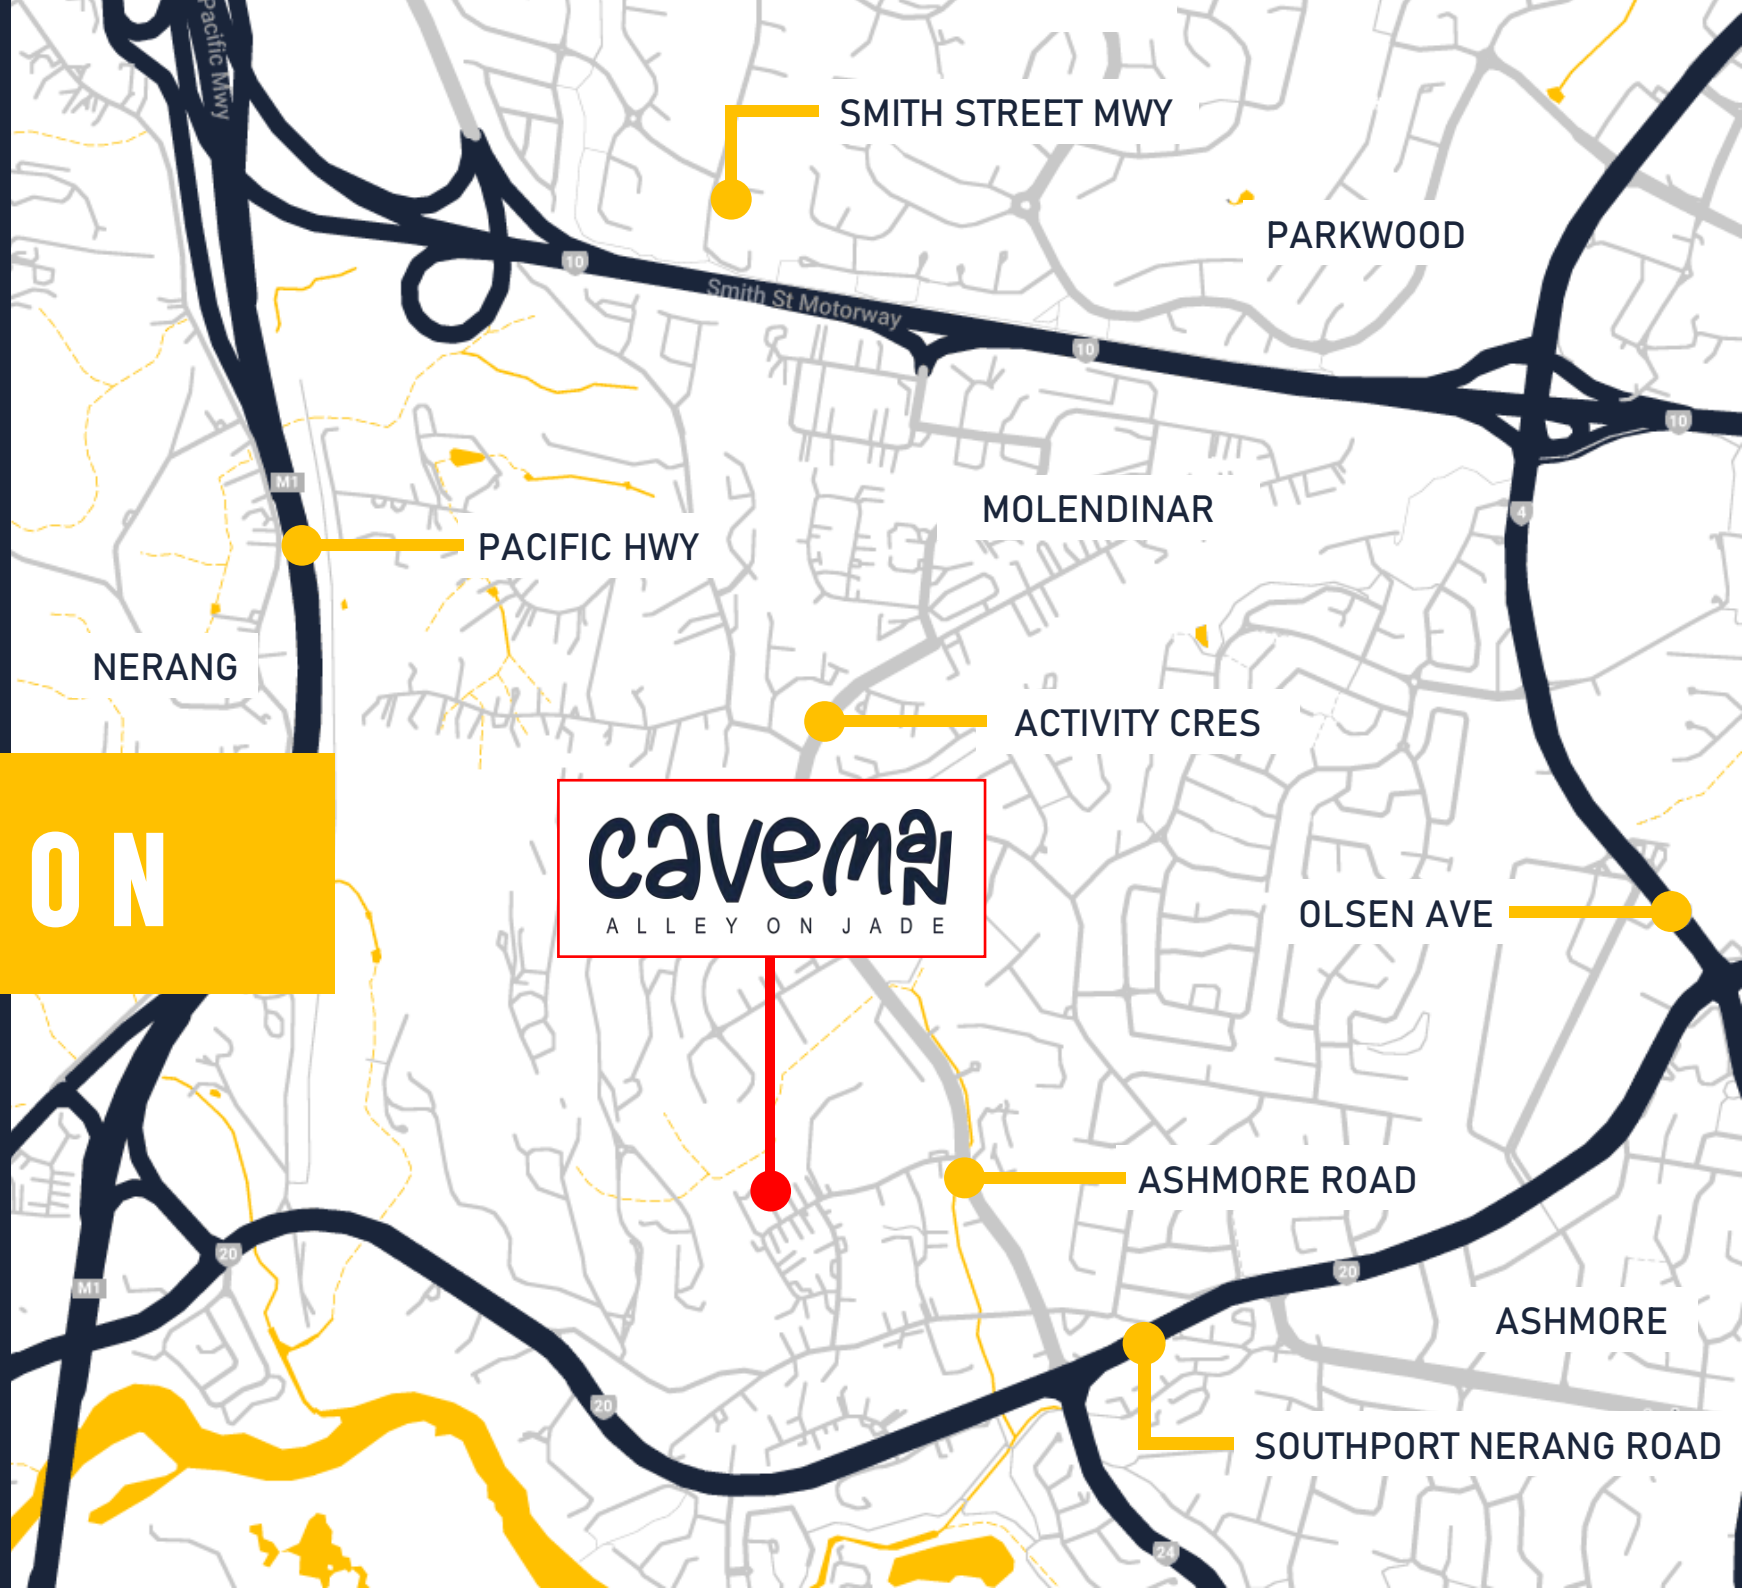 Pacific Mwy
SMITH STREET MWY
PARKWOOD
10
Smith St Motorway
10
10
M1
MOLENDINAR
4
PACIFIC HWY
NERANG
ACTIVITY CRES
ON
caveman
ALLEY ON JADE
OLSEN AVE
ASHMORE ROAD
20
20
M1
ASHMORE
20
SOUTHPORT NERANG ROAD
24